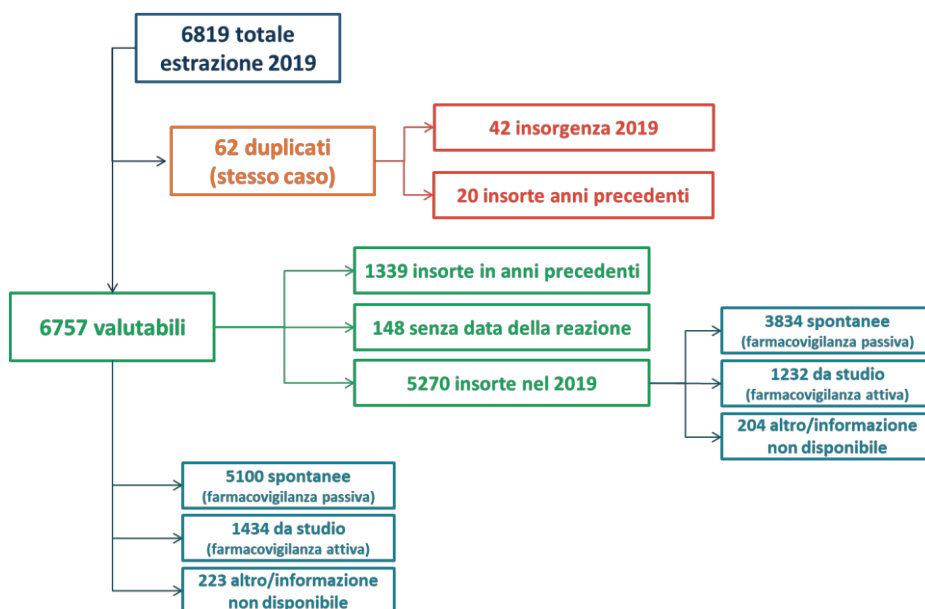 6819 totale
estrazione 2019
62 duplicati
(stesso caso)
42 insorgenza 2019
20 insorte anni precedenti
6757 valutabili
1339 insorte in anni precedenti
148 senza data della reazione
5270 insorte nel 2019
3834 spontanee
(farmacovigilanza passiva)
1232 da studio
(farmacovigilanza attiva)
204 altro/informazione
non disponibile
5100 spontanee
(farmacovigilanza passiva)
1434 da studio
(farmacovigilanza attiva)
223 altro/informazione
non disponibile